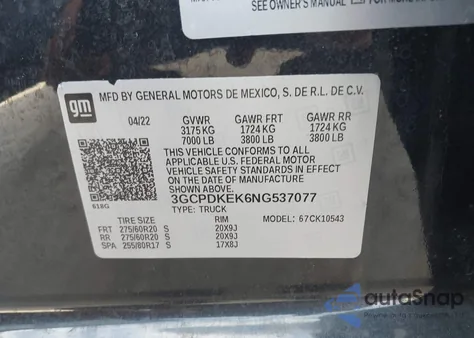 SEE OWNER'S MANUAL
gm
MFD BY GENERAL MOTORS DE MEXICO, S. DE R.L. DE C.V.
04/22 GVWR GAWR FRT GAWR RR
3175 KG 1724 KG 1724 KG
7000 LB 3800 LB 3800 LB
THIS VEHICLE CONFORMS TO ALL APPLICABLE
U.S. FEDERAL MOTOR
VEHICLE SAFETY STANDARDS IN EFFECT
ON THE DATE OF MANUFACTURE SHOWN ABOVE.
618G
3GCPDKEK6NG537077
TYPE: TRUCK 67CK10543
TIRE SIZE RIM
FRT 275/60R20 20X9J
RR 275/60R20 20X9J
SPA 255/80R17 17X8J
autoSnap